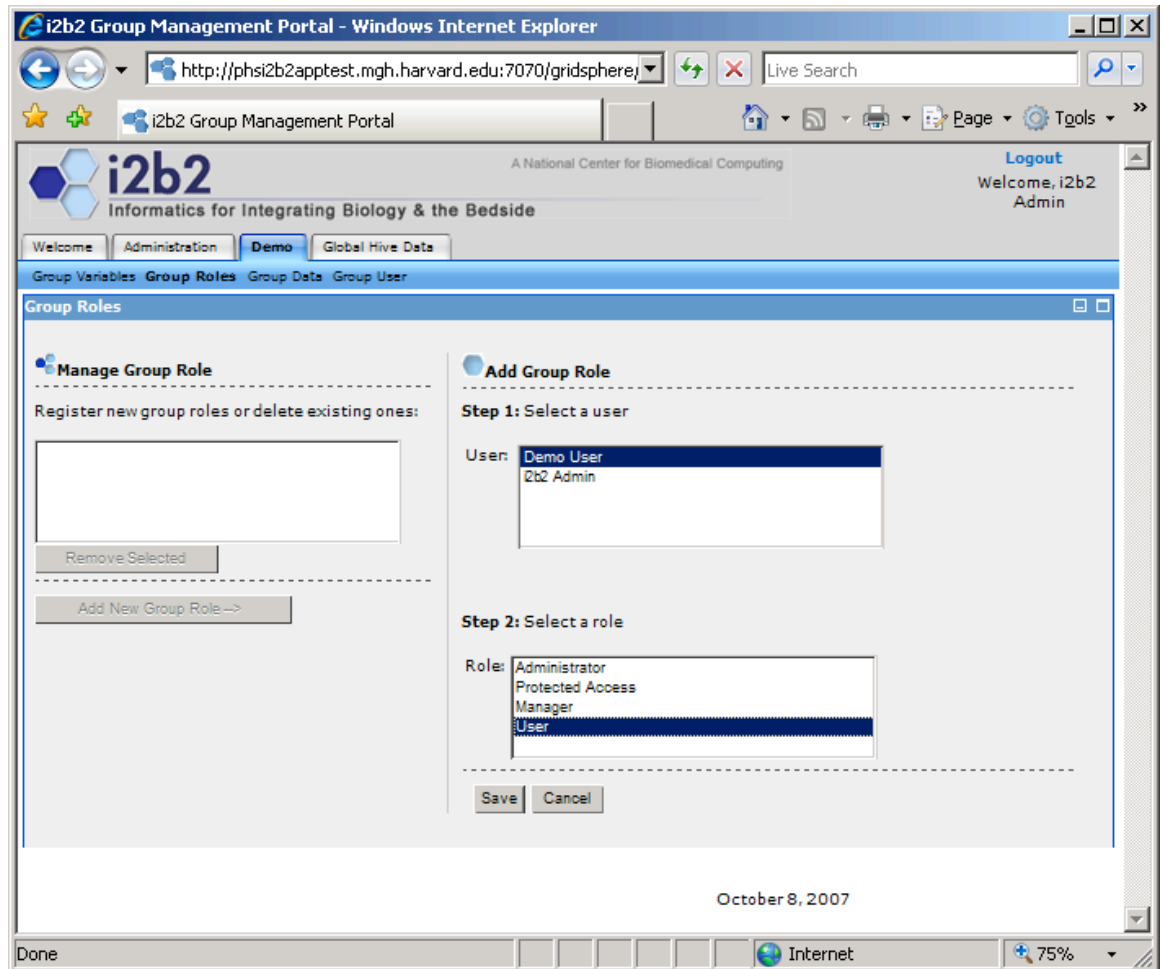 i2b2 Group Management Portal - Windows Internet Explorer
http://phsi2b2apptest.mgh.harvard.edu:7070/gridsphere/
Live Search
i2b2 Group Management Portal
Page
Tools
»
i2b2
A National Center for Biomedical Computing
Informatics for Integrating Biology & the Bedside
Logout
Welcome, i2b2
Admin
Welcome
Administration
Demo
Global Hive Data
Group Variables Group Roles Group Data Group User
Group Roles
Manage Group Role
Register new group roles or delete existing ones:
Remove Selected
Add New Group Role -->
Add Group Role
Step 1: Select a user
User:
Demo User
i2b2 Admin
Step 2: Select a role
Role:
Administrator
Protected Access
Manager
User
Save
Cancel
October 8, 2007
Done
Internet
75%